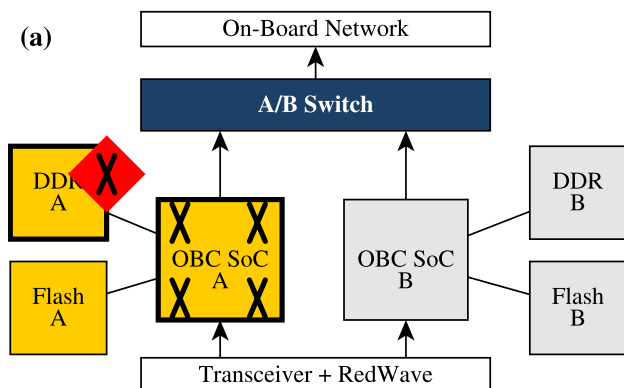 (a)
On-Board Network
A/B Switch
DDR
A
DDR
B
OBC SoC
A
OBC SoC
B
Flash
A
Flash
B
Transceiver + RedWave